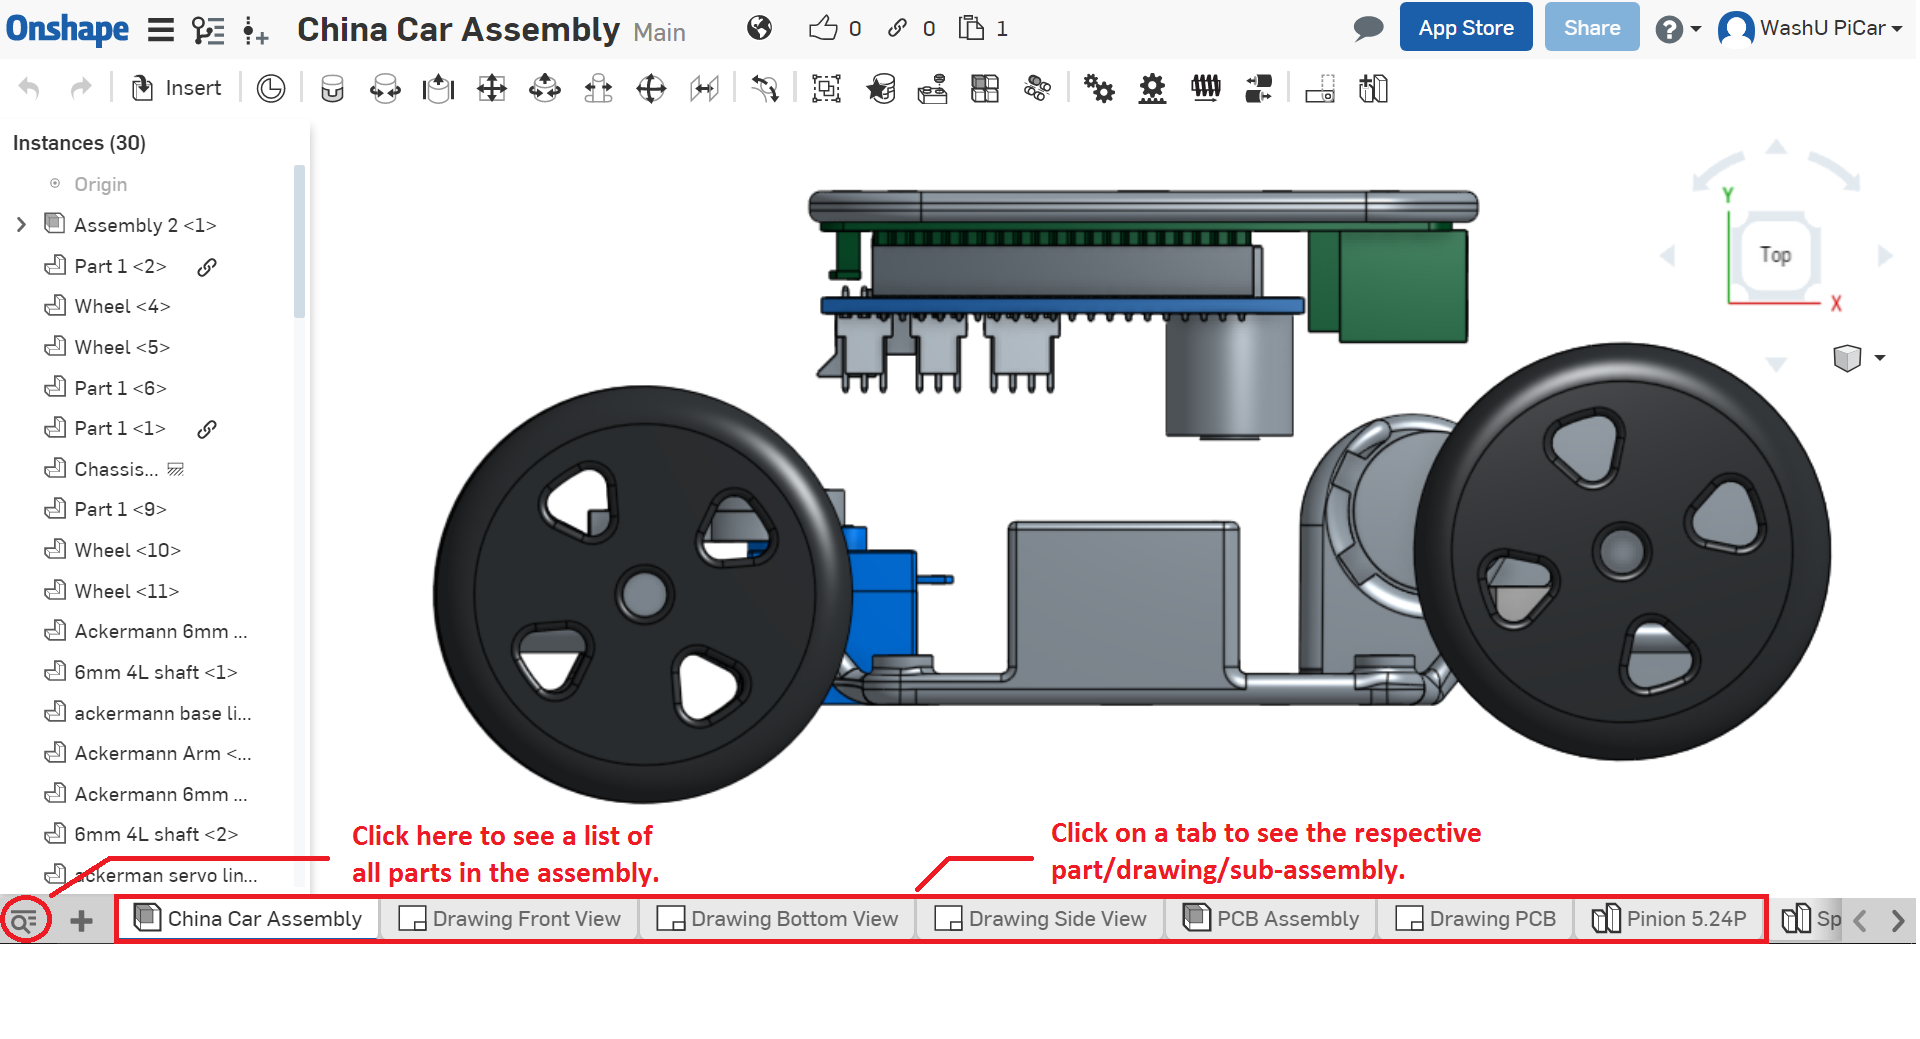 Onshape China Car Assembly Main 0 0 1 App Store Share ? WashU PiCar
Insert
Instances (30)
Origin
Assembly 2 <1>
Part 1 <2>
Wheel <4>
Wheel <5>
Part 1 <6>
Part 1 <1>
Chassis...
Part 1 <9>
Wheel <10>
Wheel <11>
Ackermann 6mm ...
6mm 4L shaft <1>
ackermann base li...
Ackermann Arm <...
Ackermann 6mm ...
6mm 4L shaft <2>
ackerman servo lin...
Y
Top
X
Click here to see a list of
all parts in the assembly.
Click on a tab to see the respective
part/drawing/sub-assembly.
China Car Assembly Drawing Front View Drawing Bottom View Drawing Side View PCB Assembly Drawing PCB Pinion 5.24P Sp